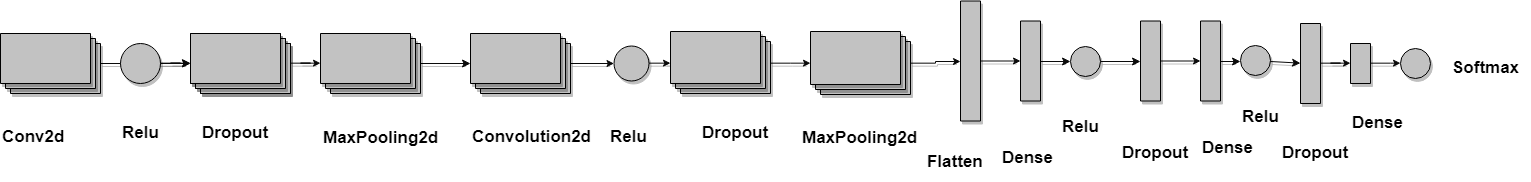 Conv2d
Relu
Dropout
MaxPooling2d
Convolution2d
Relu
Dropout
MaxPooling2d
Flatten
Dense
Relu
Dropout
Dense
Relu
Dropout
Dense
Softmax